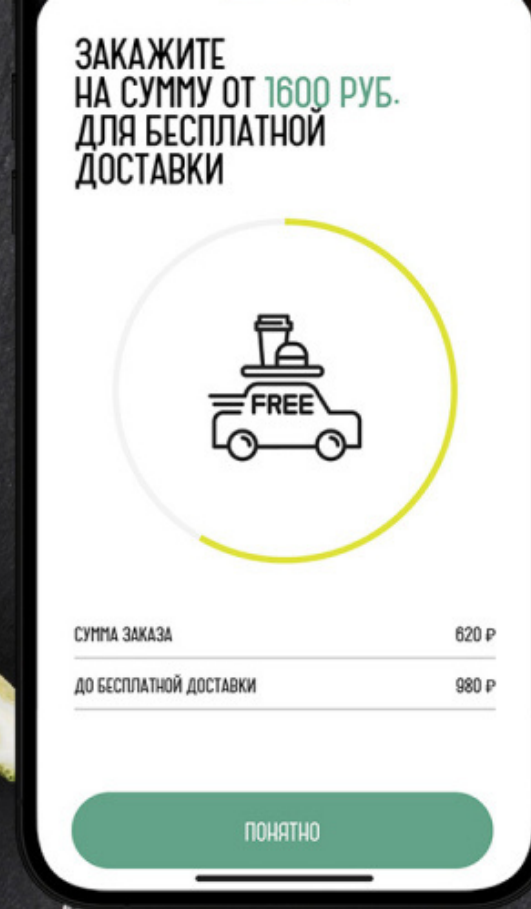 ЗАКАЖИТЕ
НА СУММУ ОТ 1600 РУБ.
ДЛЯ БЕСПЛАТНОЙ
ДОСТАВКИ
FREE
СУММА ЗАКАЗА 620 ₽
ДО БЕСПЛАТНОЙ ДОСТАВКИ 980 ₽
ПОНЯТНО